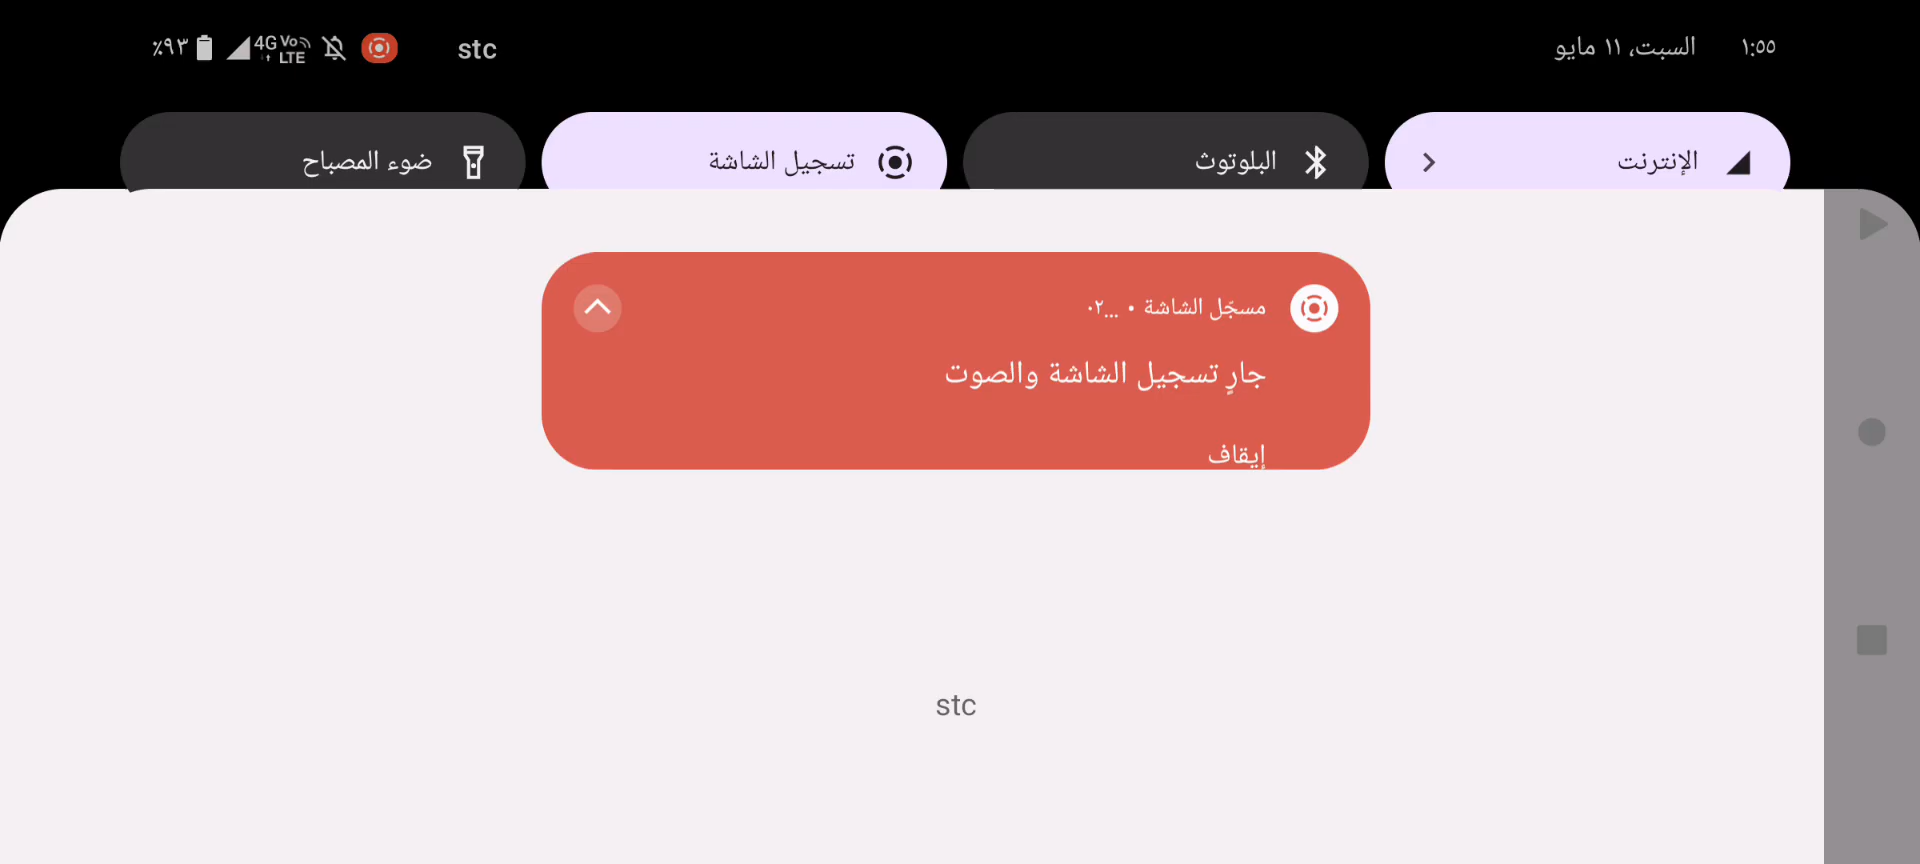 ١:٥٥ السبت، ١١ مايو stc 4G Vo LTE ٩٣٪
الإنترنت
البلوتوث
تسجيل الشاشة
ضوء المصباح
مسجّل الشاشة • ...٠٢
جارٍ تسجيل الشاشة والصوت
إيقاف
stc